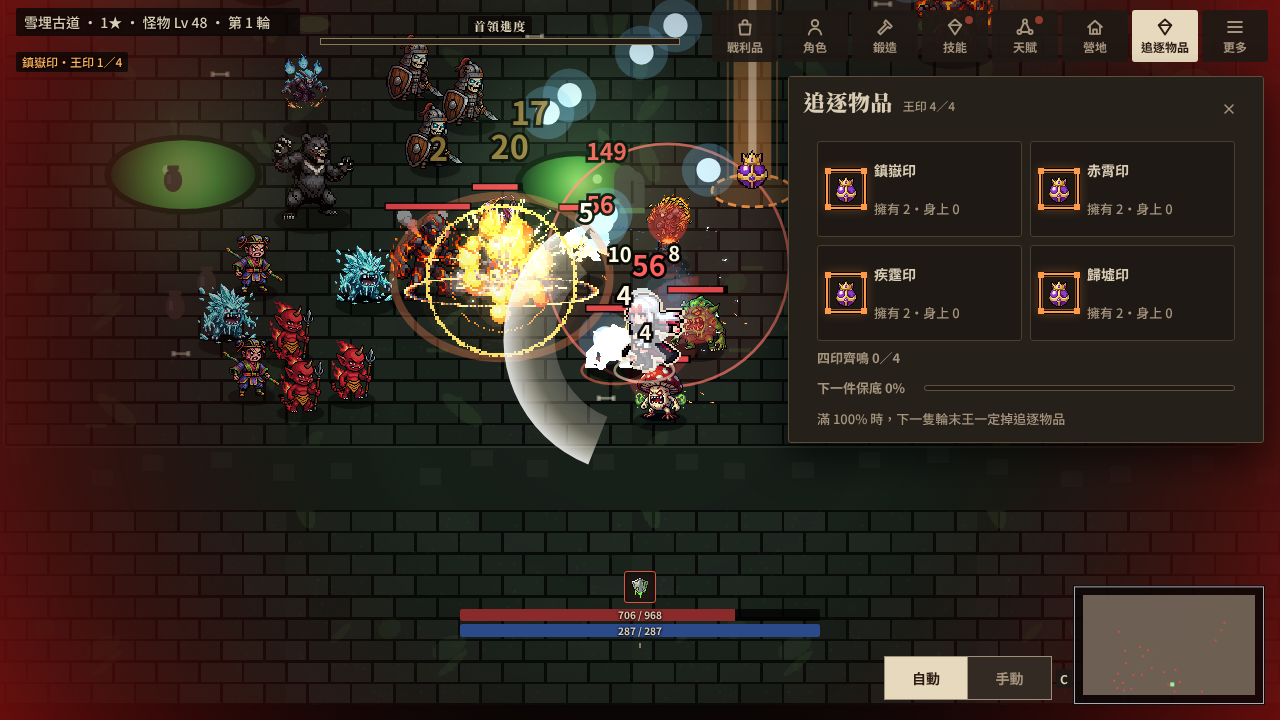 雪埋古道 · 1★ · 怪物 Lv 48 · 第 1 輪
鎮嶽印·王印 1／4
首領進度
戰利品
角色
鍛造
技能
天賦
營地
追逐物品
更多
追逐物品 王印 4／4
×
鎮嶽印
擁有 2·身上 0
赤霄印
擁有 2·身上 0
疾霆印
擁有 2·身上 0
歸墟印
擁有 2·身上 0
四印齊鳴 0／4
下一件保底 0%
滿 100% 時，下一隻輪末王一定掉追逐物品
17
2
20
149
56
5
10
56
8
4
4
706 / 968
287 / 287
自動
手動
C